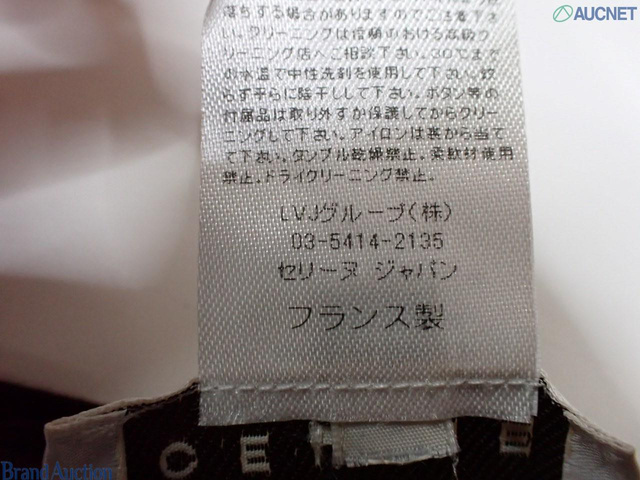 落ちする場合がありますのでご注意下さ
い。クリーニングは信頼のおける高級ク
リーニング店へご相談下さい。30℃まで
の水温で中性洗剤を使用して下さい。絞
らず平らに陰干しして下さい。ボタン等の
付属品は取り外すか保護してからクリー
ニングして下さい。アイロンは裏から当て
て下さい。タンブル乾燥禁止。柔軟材使用
禁止。ドライクリーニング禁止。
LVJグループ(株)
03-5414-2135
セリーヌ ジャパン
フランス製
CE
AUCNET
Brand Auction